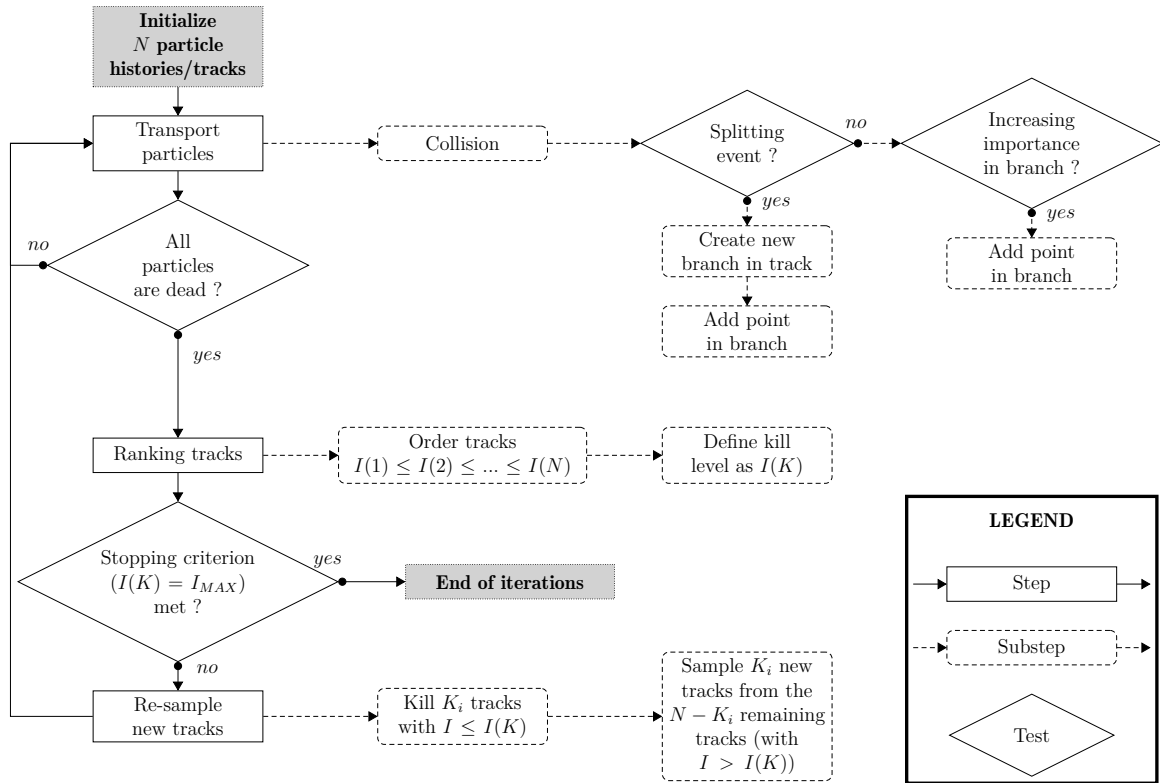 Initialize
N particle
histories/tracks
Transport
particles
Collision
Splitting
event ?
no
Increasing
importance
in branch ?
yes
Create new
branch in track
Add point
in branch
yes
Add point
in branch
no
All
particles
are dead ?
yes
Ranking tracks
Order tracks
I(1) ≤ I(2) ≤ ... ≤ I(N)
Define kill
level as I(K)
Stopping criterion
(I(K) = I_{MAX})
met ?
yes
End of iterations
no
Re-sample
new tracks
Kill K_i tracks
with I ≤ I(K)
Sample K_i new
tracks from the
N − K_i remaining
tracks (with
I > I(K))
LEGEND
Step
Substep
Test